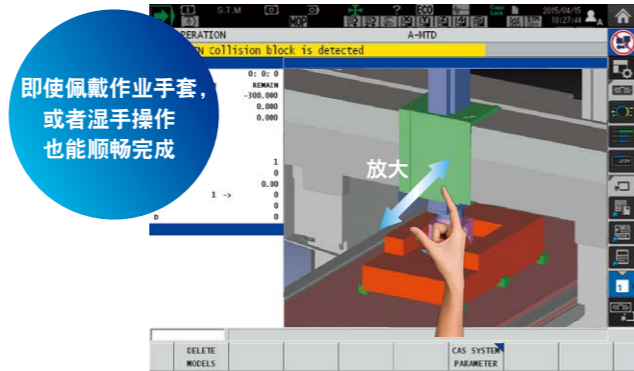 S.T.M
ECO
2015/04/15
MOP
10:27:44
A
ERATION
A-MTD
Collision block is detected
即使佩戴作业手套，
或者湿手操作
也能顺畅完成
0: 0: 0
REMAIN
-300.000
0.000
0.000
1
0
0.00
1 -> 0
0
0
放大
1
DELETE
MODELS
CAS SYSTEM
PARAMETER